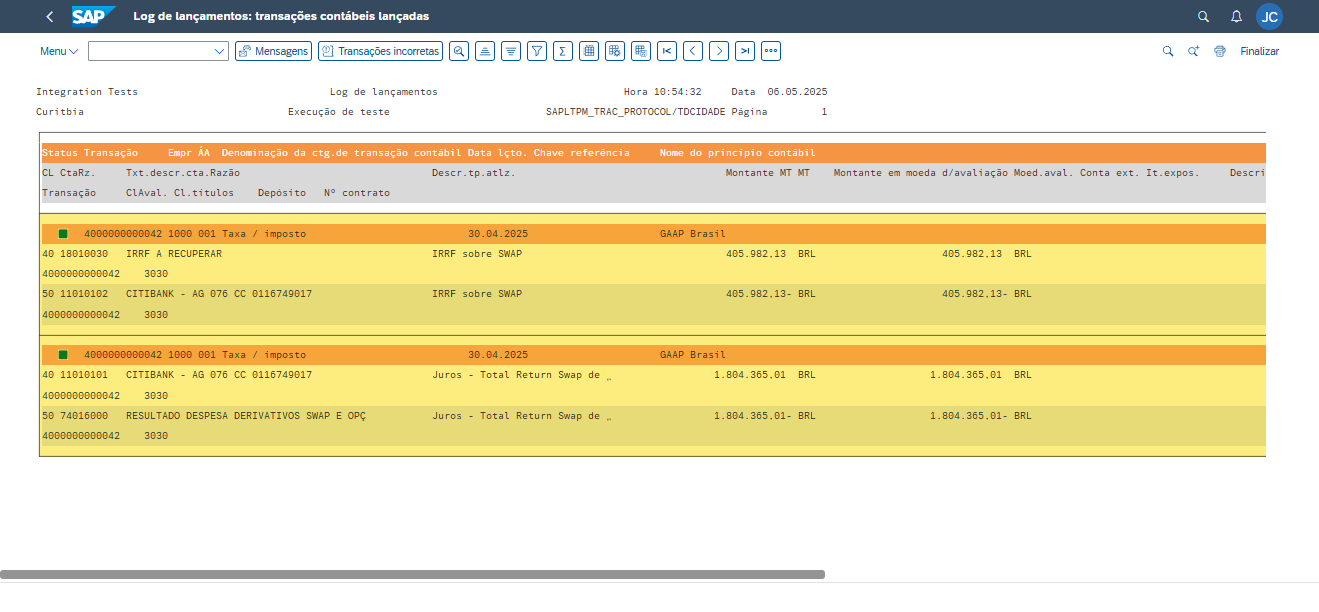 SAP Log de lançamentos: transações contábeis lançadas JC
Menu Mensagens Transações incorretas Finalizar
Integration Tests Log de lançamentos Hora 10:54:32 Data 06.05.2025
Curitbia Execução de teste SAPLTPM_TRAC_PROTOCOL/TDCIDADE Página 1
Status Transação Empr ÁA Denominação da ctg.de transação contábil Data lçto. Chave referência Nome do princípio contábil
CL CtaRz. Txt.descr.cta.Razão Descr.tp.atlz. Montante MT MT Montante em moeda d/avaliação Moed.aval. Conta ext. It.expos. Descri
Transação ClAval. Cl.títulos Depósito Nº contrato
4000000000042 1000 001 Taxa / imposto 30.04.2025 GAAP Brasil
40 18010030 IRRF A RECUPERAR IRRF sobre SWAP 405.982,13 BRL 405.982,13 BRL
4000000000042 3030
50 11010102 CITIBANK - AG 076 CC 0116749017 IRRF sobre SWAP 405.982,13- BRL 405.982,13- BRL
4000000000042 3030
4000000000042 1000 001 Taxa / imposto 30.04.2025 GAAP Brasil
40 11010101 CITIBANK - AG 076 CC 0116749017 Juros - Total Return Swap de „ 1.804.365,01 BRL 1.804.365,01 BRL
4000000000042 3030
50 74016000 RESULTADO DESPESA DERIVATIVOS SWAP E OPÇ Juros - Total Return Swap de „ 1.804.365,01- BRL 1.804.365,01- BRL
4000000000042 3030